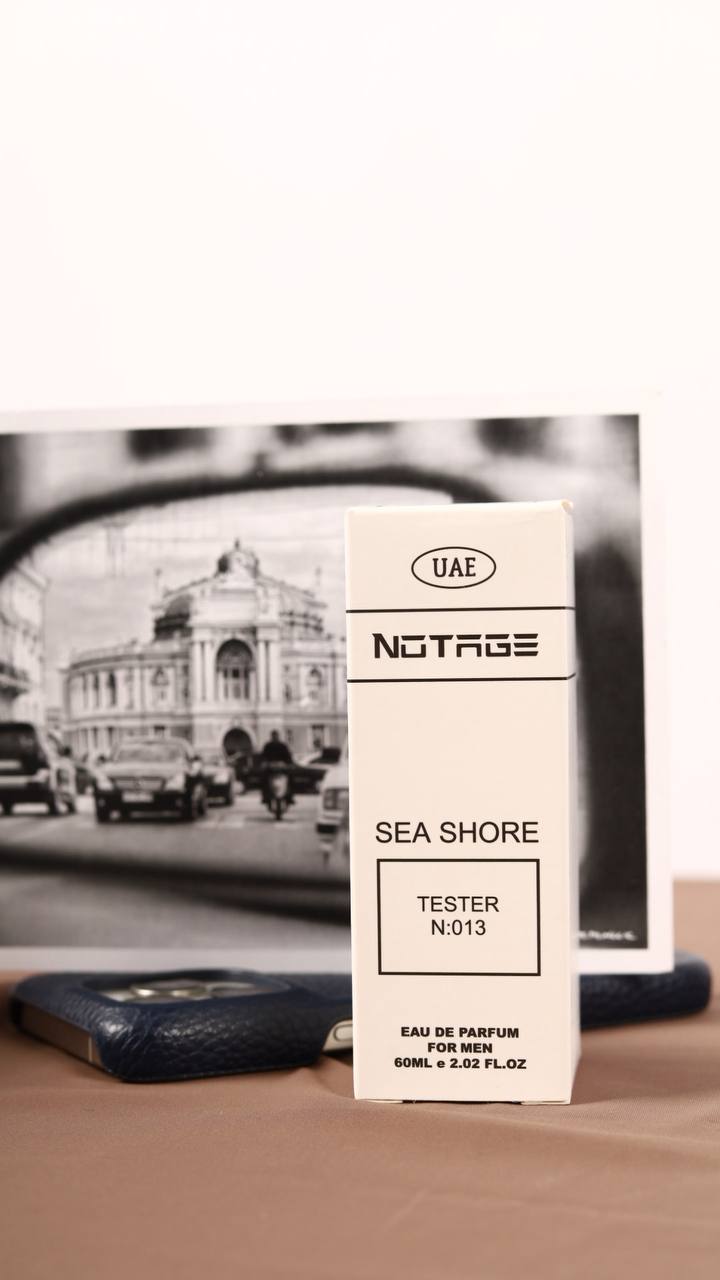 UAE
NOTAGE
SEA SHORE
TESTER
N:013
EAU DE PARFUM
FOR MEN
60ML e 2.02 FL.OZ